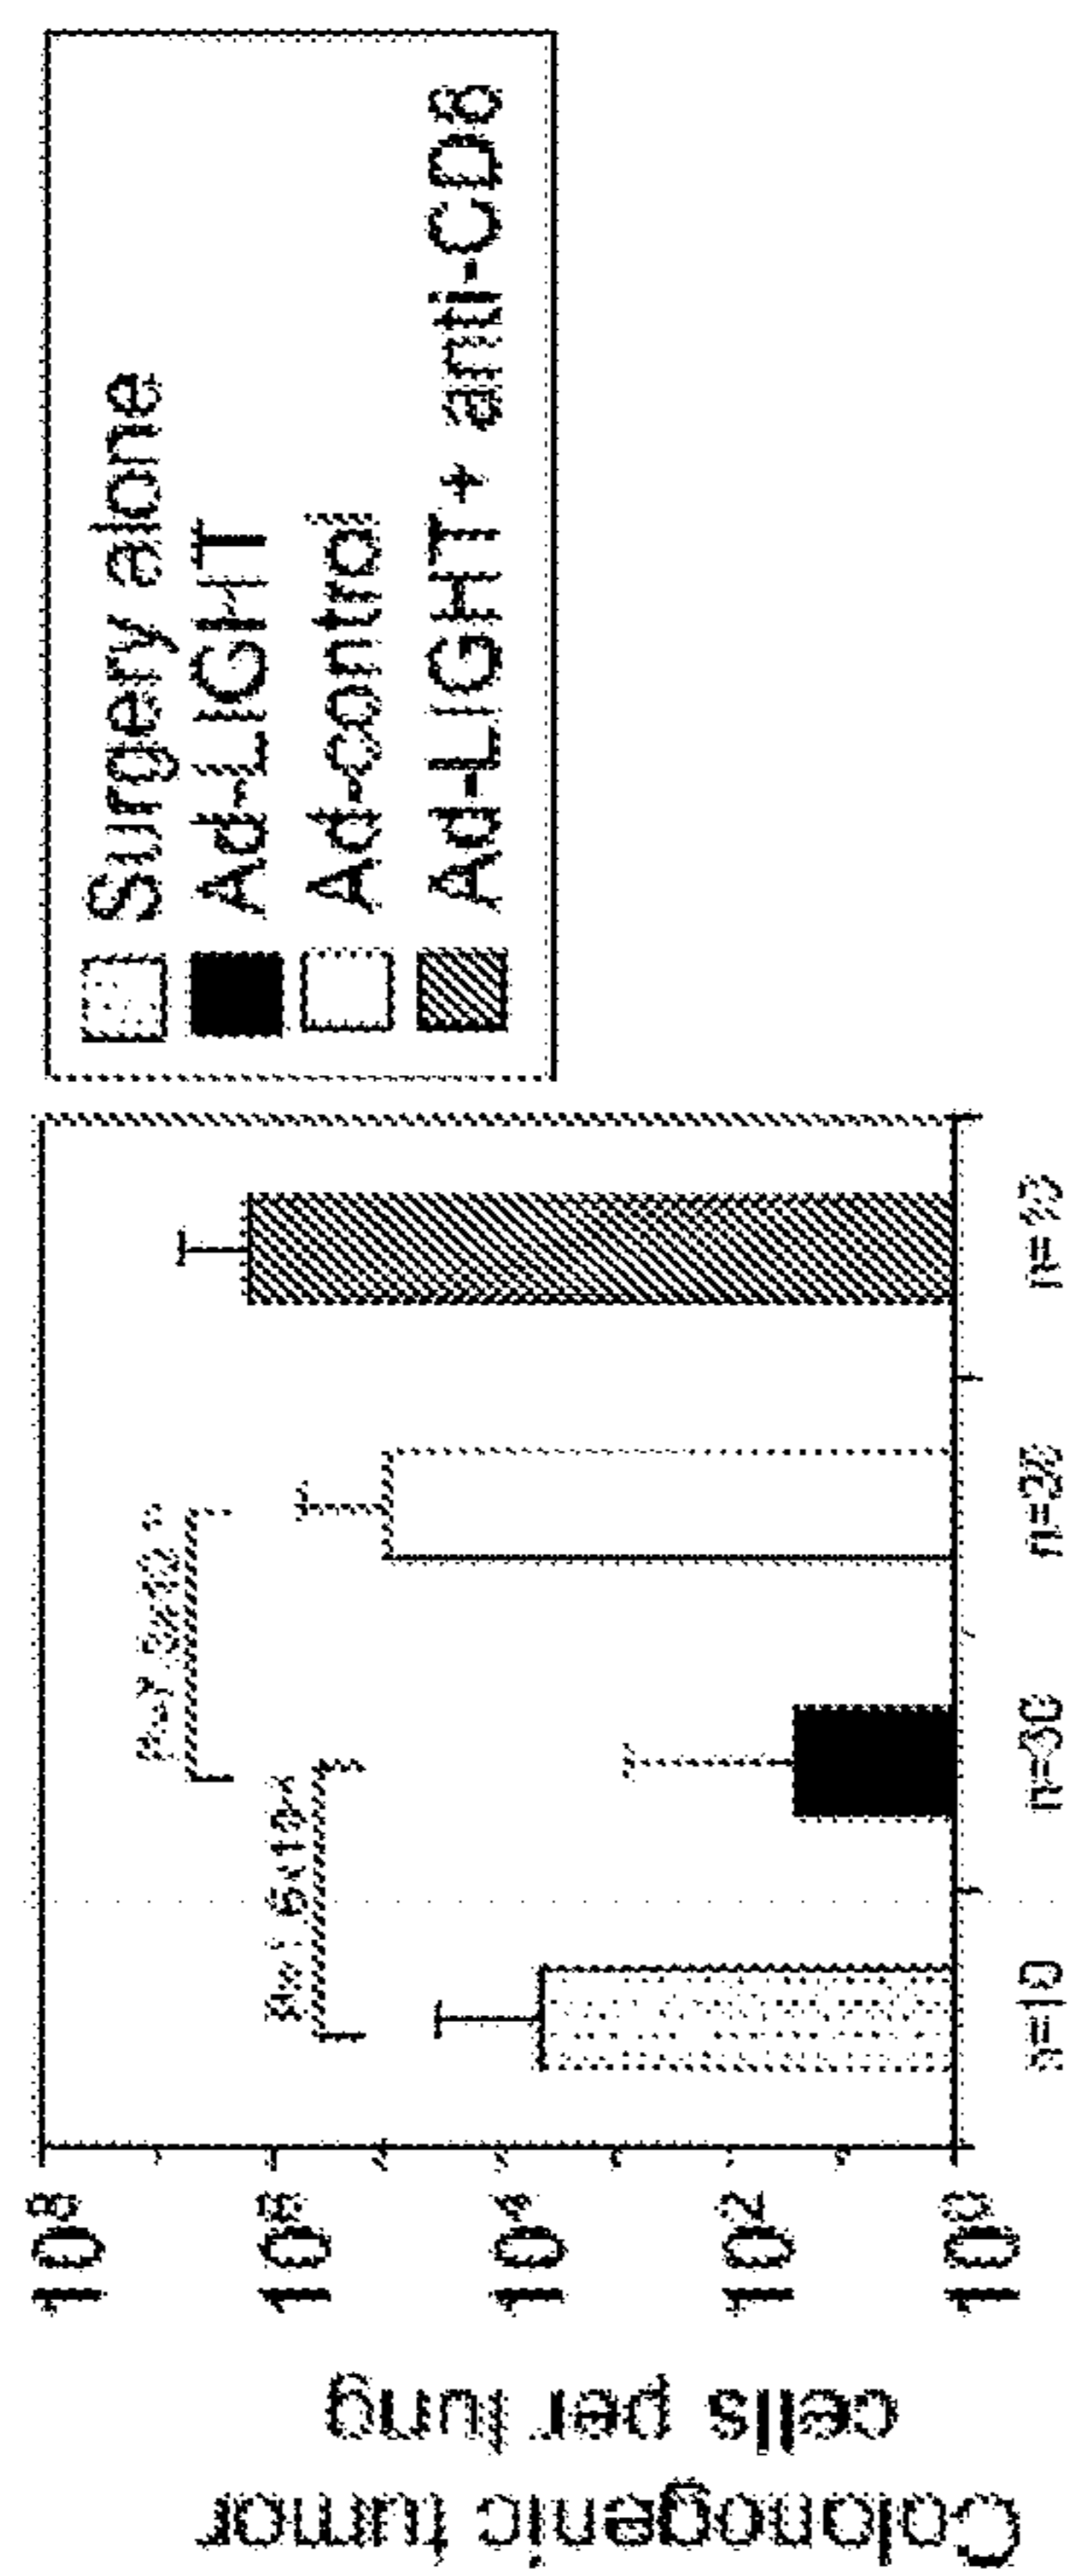 Colonogenic tumor
cells per lung
10⁸
10⁶
10⁴
10²
10⁰
n=10
n=30
Surgery alone
Ad-LIGHT
Ad-control
Ad-LIGHT+ anti-CD8